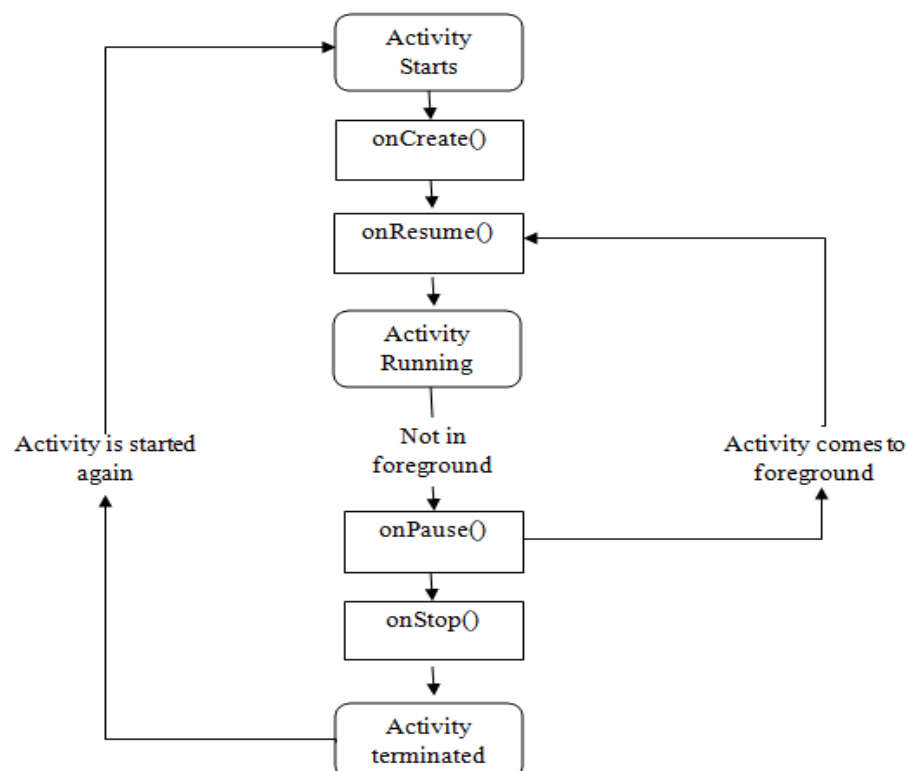 Activity
Starts
onCreate()
onResume()
Activity
Running
Not in
foreground
Activity is started
again
Activity comes to
foreground
onPause()
onStop()
Activity
terminated